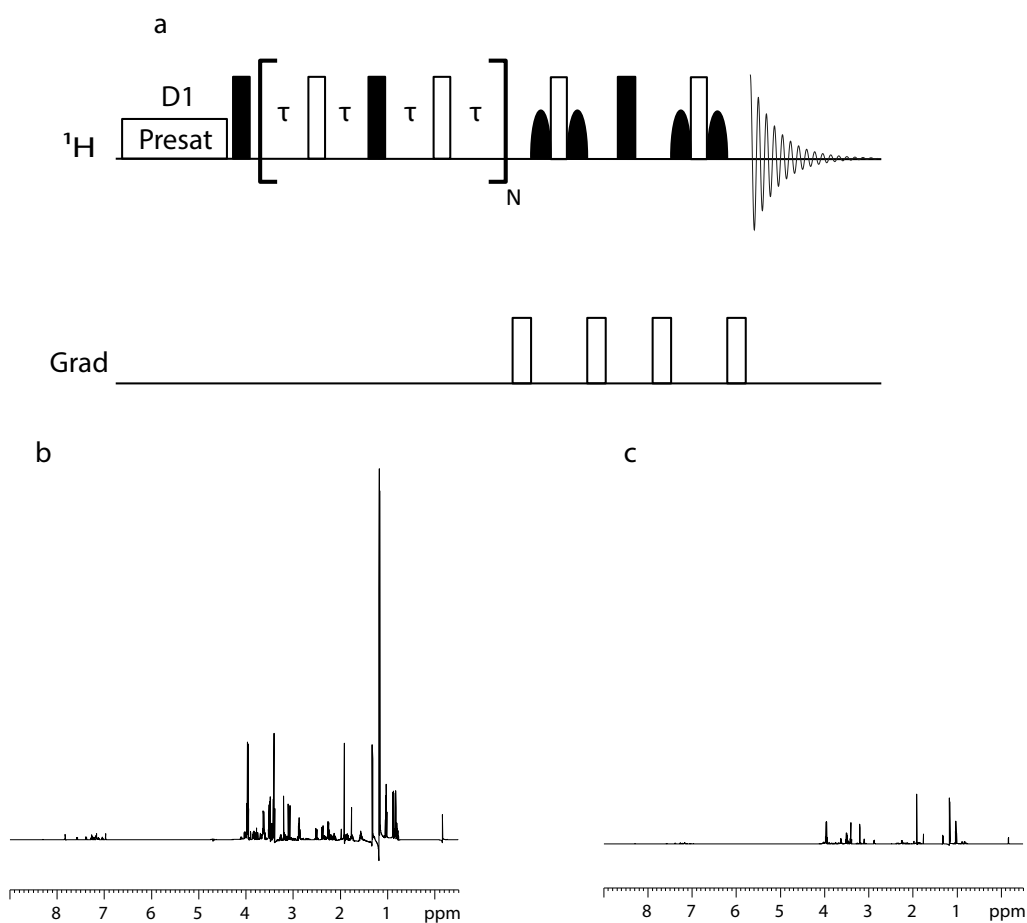 a
D1
τ τ τ τ
Presat
¹H
N
Grad
b
c
8 7 6 5 4 3 2 1 ppm
8 7 6 5 4 3 2 1 ppm